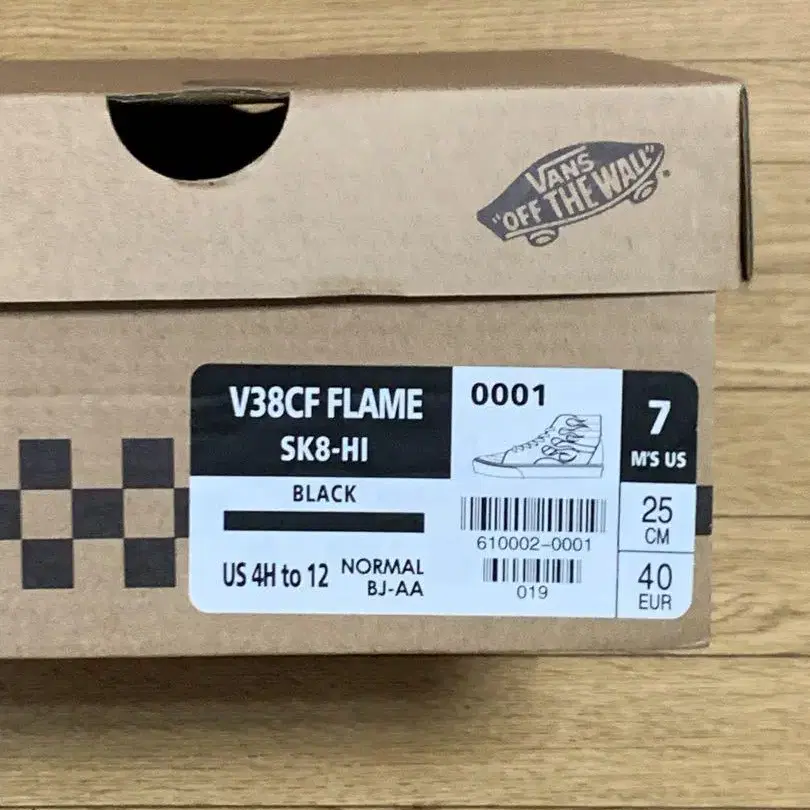 VANS
"OFF THE WALL"
V38CF FLAME
SK8-HI
0001
7
M'S US
BLACK
25
CM
610002-0001
US 4H to 12
NORMAL
BJ-AA
019
40
EUR